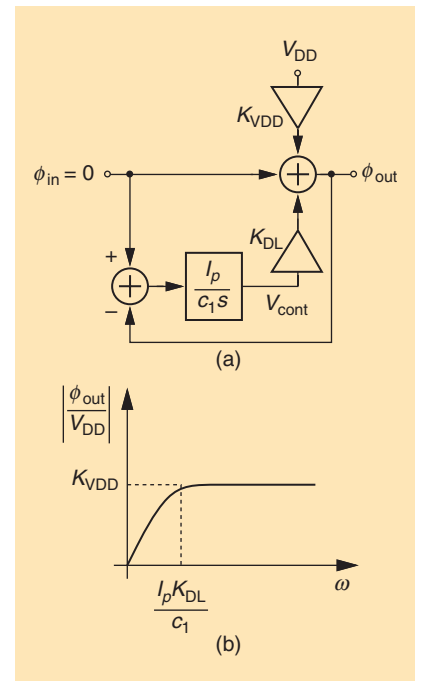 V_DD
K_VDD
ϕ_in = 0
ϕ_out
K_DL
+
I_p
c_1s
−
V_cont
(a)
|ϕ_out / V_DD|
K_VDD
I_pK_DL
c_1
ω
(b)